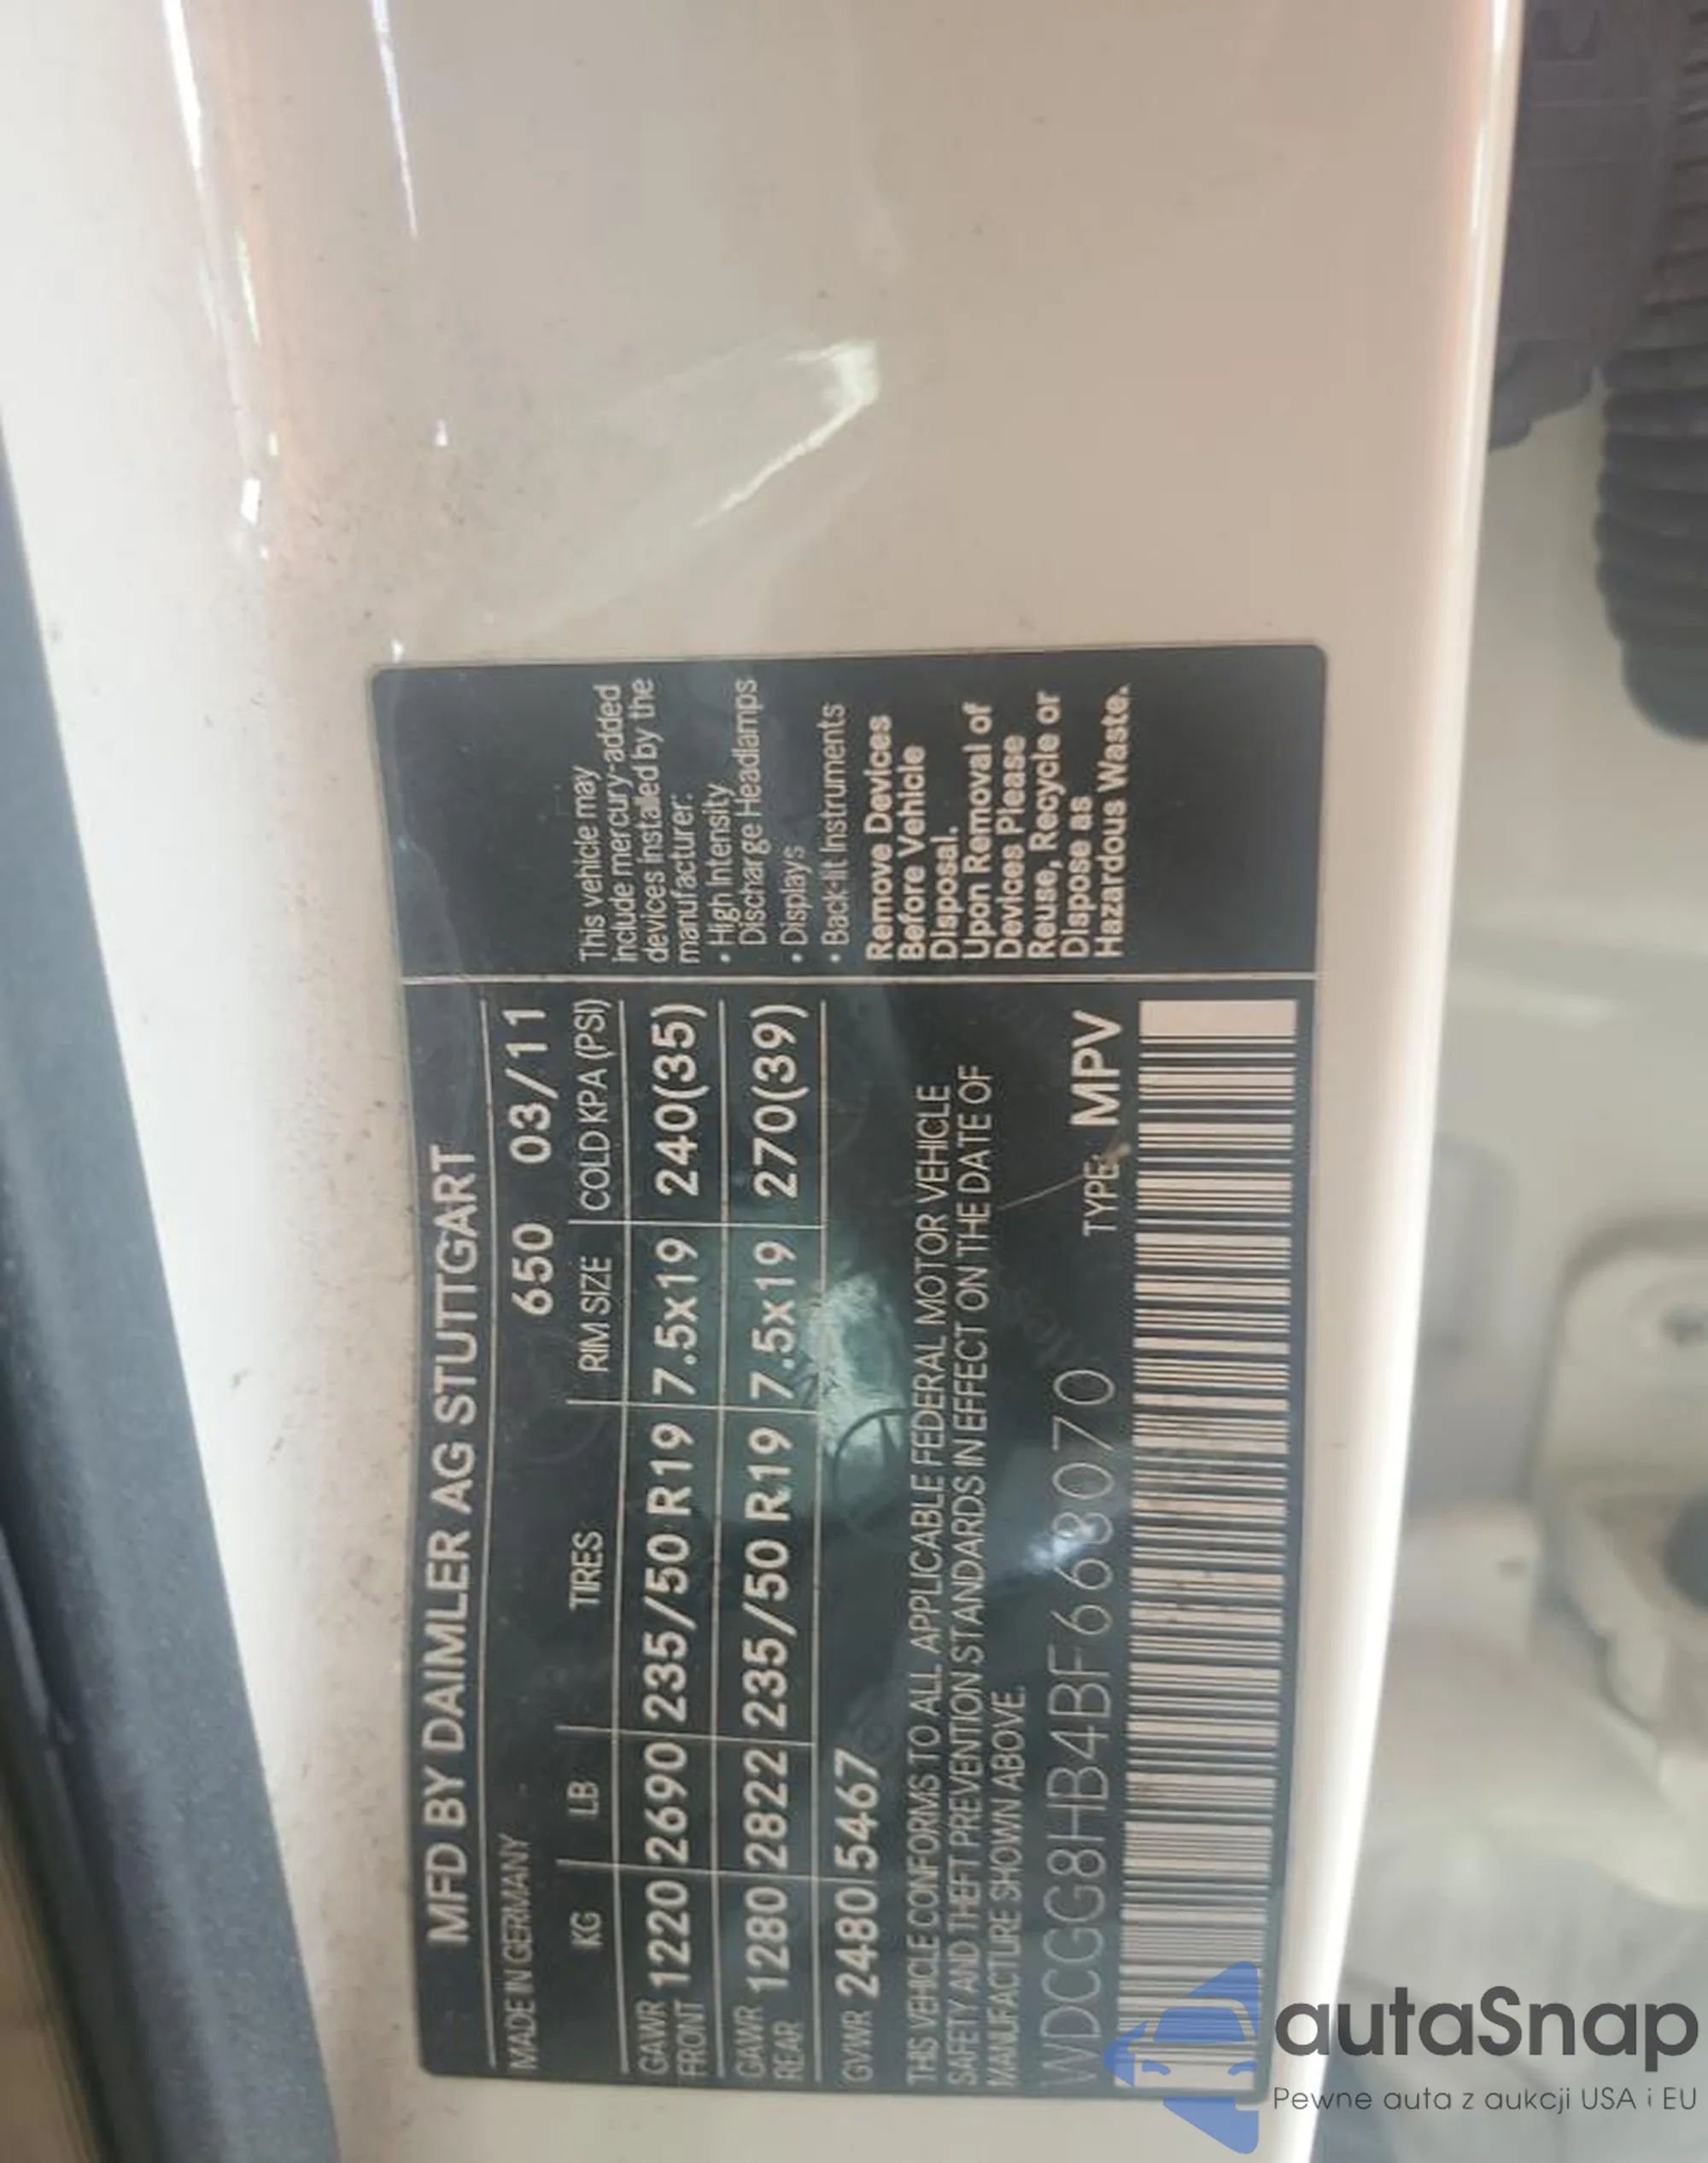 MFD BY DAIMLER AG STUTTGART
MADE IN GERMANY 650 03/11
KG LB TIRES RIM SIZE COLD KPA (PSI)
GAWR FRONT 1220 2690 235/50 R19 7.5x19 240(35)
GAWR REAR 1280 2822 235/50 R19 7.5x19 270(39)
GVWR 2480 5467
THIS VEHICLE CONFORMS TO ALL APPLICABLE FEDERAL MOTOR VEHICLE
SAFETY AND THEFT PREVENTION STANDARDS IN EFFECT ON THE DATE OF
MANUFACTURE SHOWN ABOVE.
WDCGG8HB4BF668070 TYPE: MPV
This vehicle may
include mercury-added
devices installed by the
manufacturer:
• High Intensity
Discharge Headlamps
• Displays
• Back-lit Instruments
Remove Devices
Before Vehicle
Disposal.
Upon Removal of
Devices Please
Reuse, Recycle or
Dispose as
Hazardous Waste.
autaSnap
Pewne auta z aukcji USA i EU